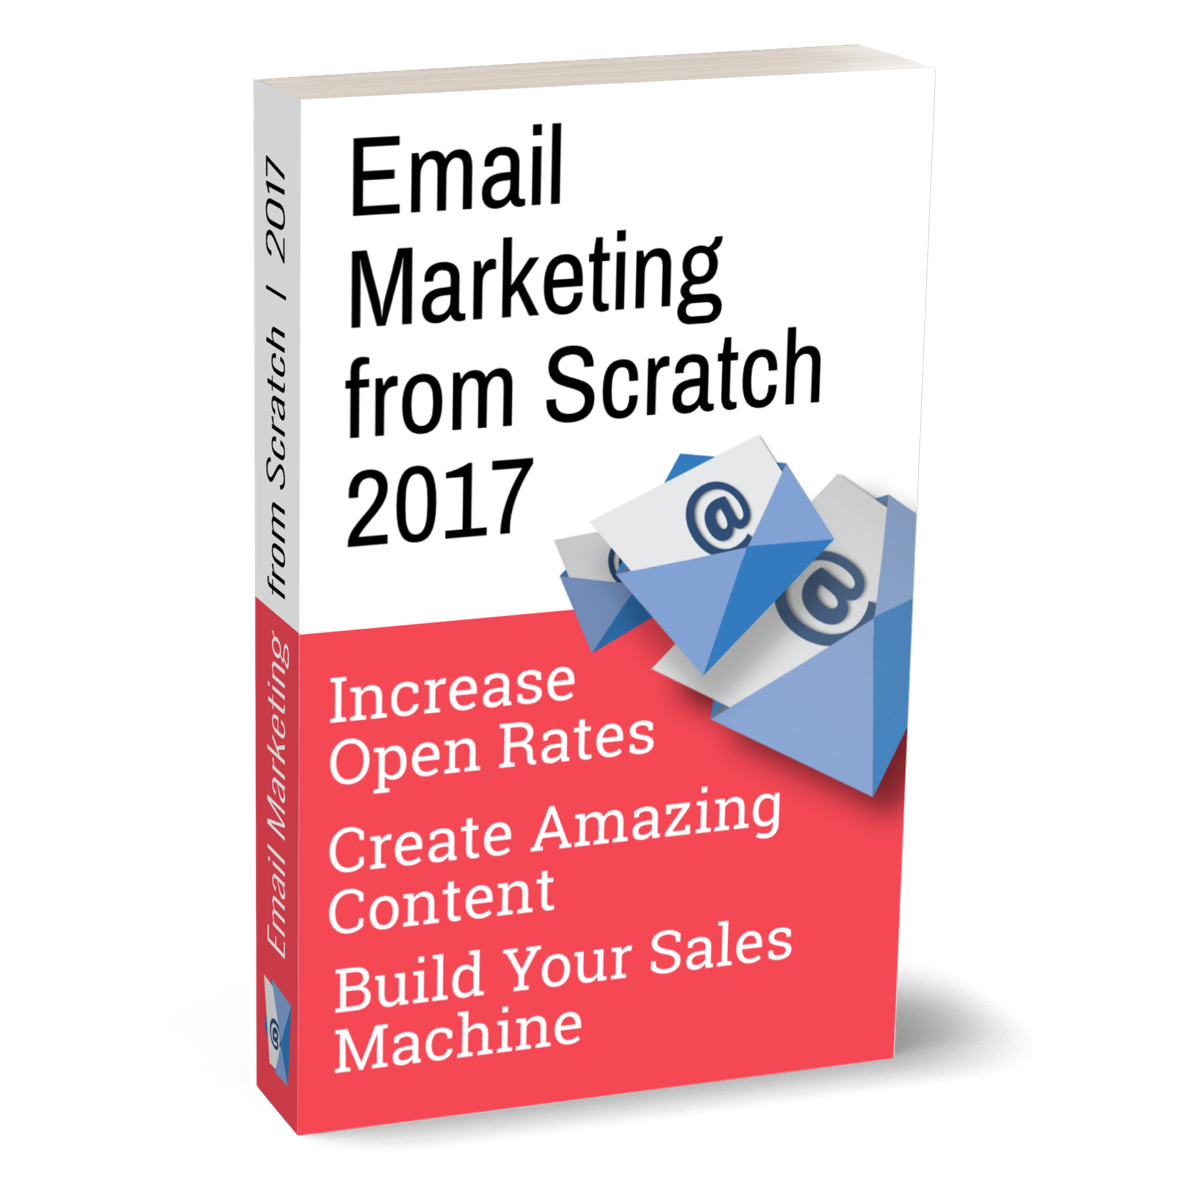 Email
Marketing
from Scratch
2017
@
@
@
Increase
Open Rates
Create Amazing
Content
Build Your Sales
Machine
Email Marketing from Scratch | 2017
@